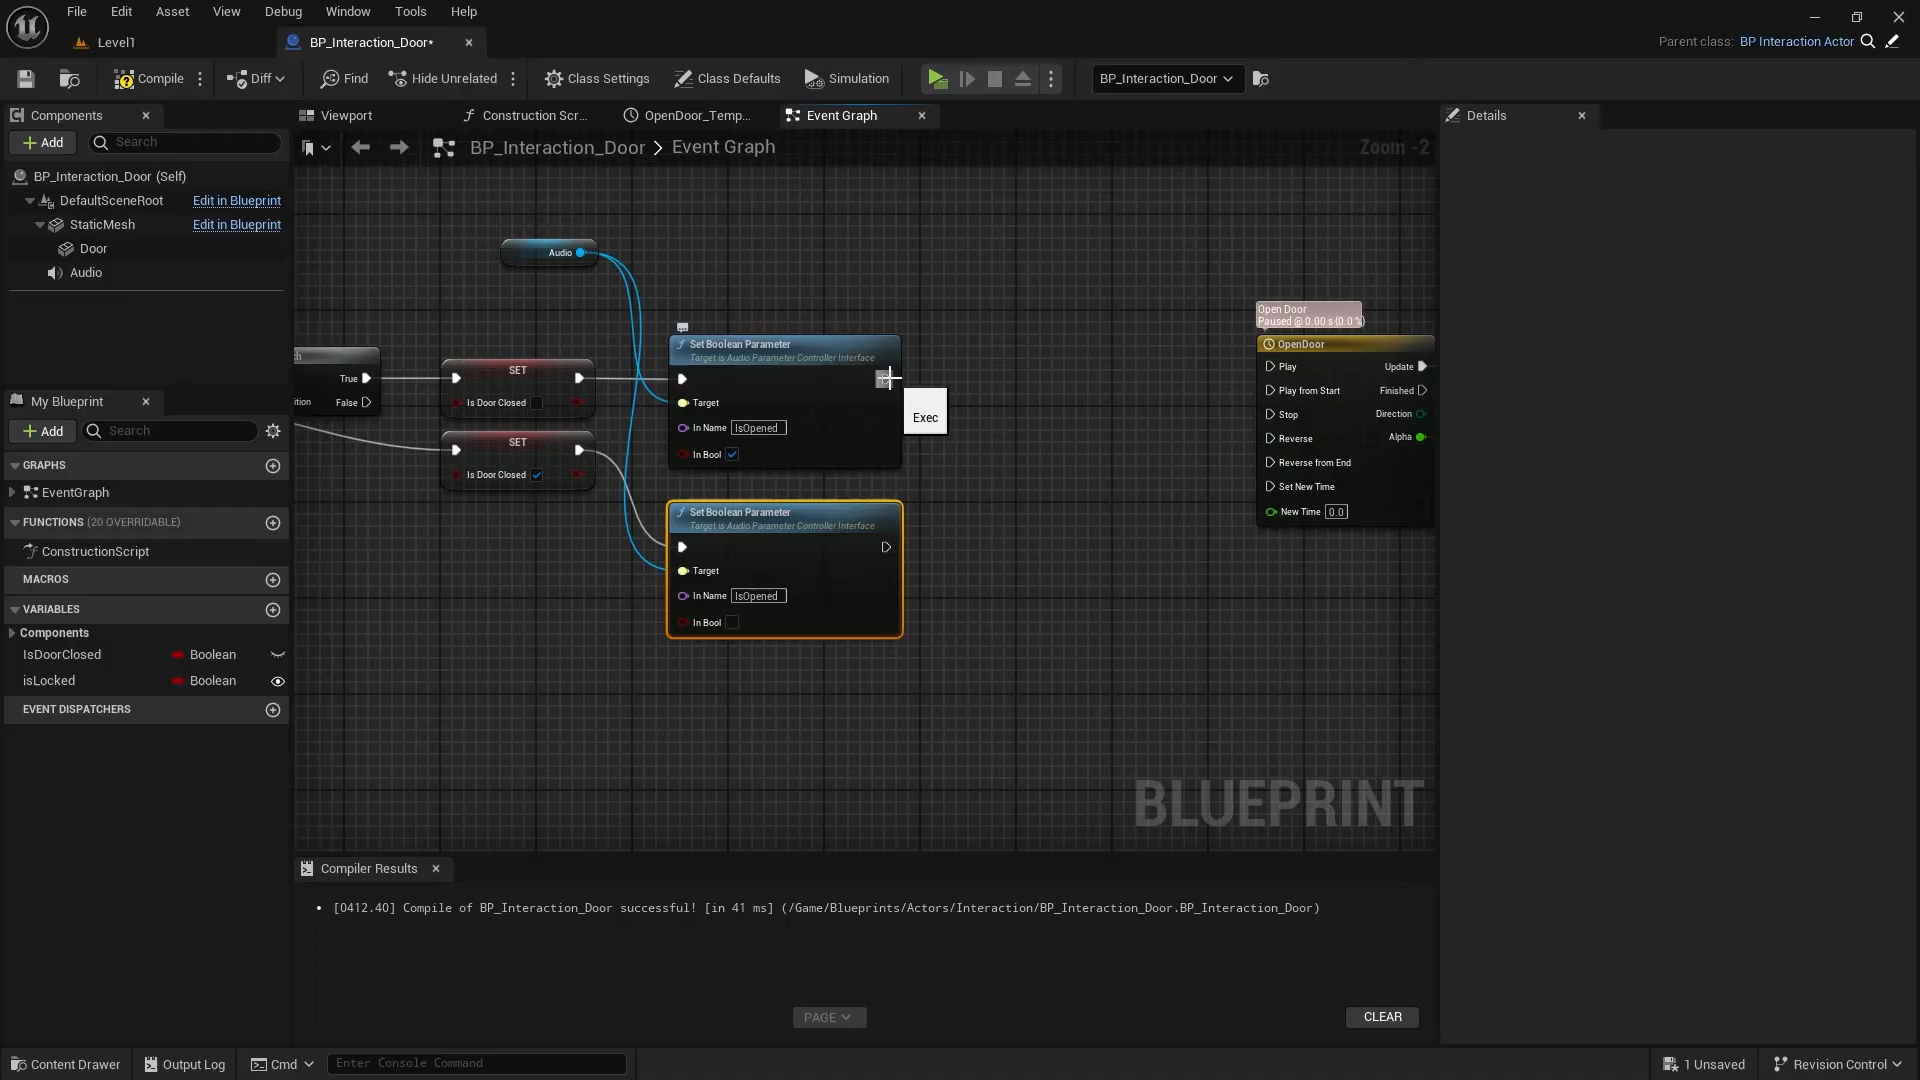 File Edit Asset View Debug Window Tools Help
Level1
BP_Interaction_Door*
Parent class: BP Interaction Actor
Compile
Diff
Find
Hide Unrelated
Class Settings
Class Defaults
Simulation
BP_Interaction_Door
Components
Viewport
Construction Scr...
OpenDoor_Temp...
Event Graph
Details
Add
Search
BP_Interaction_Door > Event Graph
Zoom -2
BP_Interaction_Door (Self)
DefaultSceneRoot Edit in Blueprint
StaticMesh Edit in Blueprint
Door
Audio
My Blueprint
Add
Search
GRAPHS
EventGraph
FUNCTIONS (20 OVERRIDABLE)
ConstructionScript
MACROS
VARIABLES
Components
IsDoorClosed Boolean
isLocked Boolean
EVENT DISPATCHERS
Audio
ch
True
ition False
SET
Is Door Closed
SET
Is Door Closed
Set Boolean Parameter
Target is Audio Parameter Controller Interface
Target
In Name IsOpened
In Bool
Exec
Set Boolean Parameter
Target is Audio Parameter Controller Interface
Target
In Name IsOpened
In Bool
Open Door
Paused @ 0.00 s (0.0 %)
OpenDoor
Play Update
Play from Start Finished
Stop Direction
Reverse Alpha
Reverse from End
Set New Time
New Time 0.0
BLUEPRINT
Compiler Results
[0412.40] Compile of BP_Interaction_Door successful! [in 41 ms] (/Game/Blueprints/Actors/Interaction/BP_Interaction_Door.BP_Interaction_Door)
PAGE
CLEAR
Content Drawer
Output Log
Cmd
Enter Console Command
1 Unsaved
Revision Control